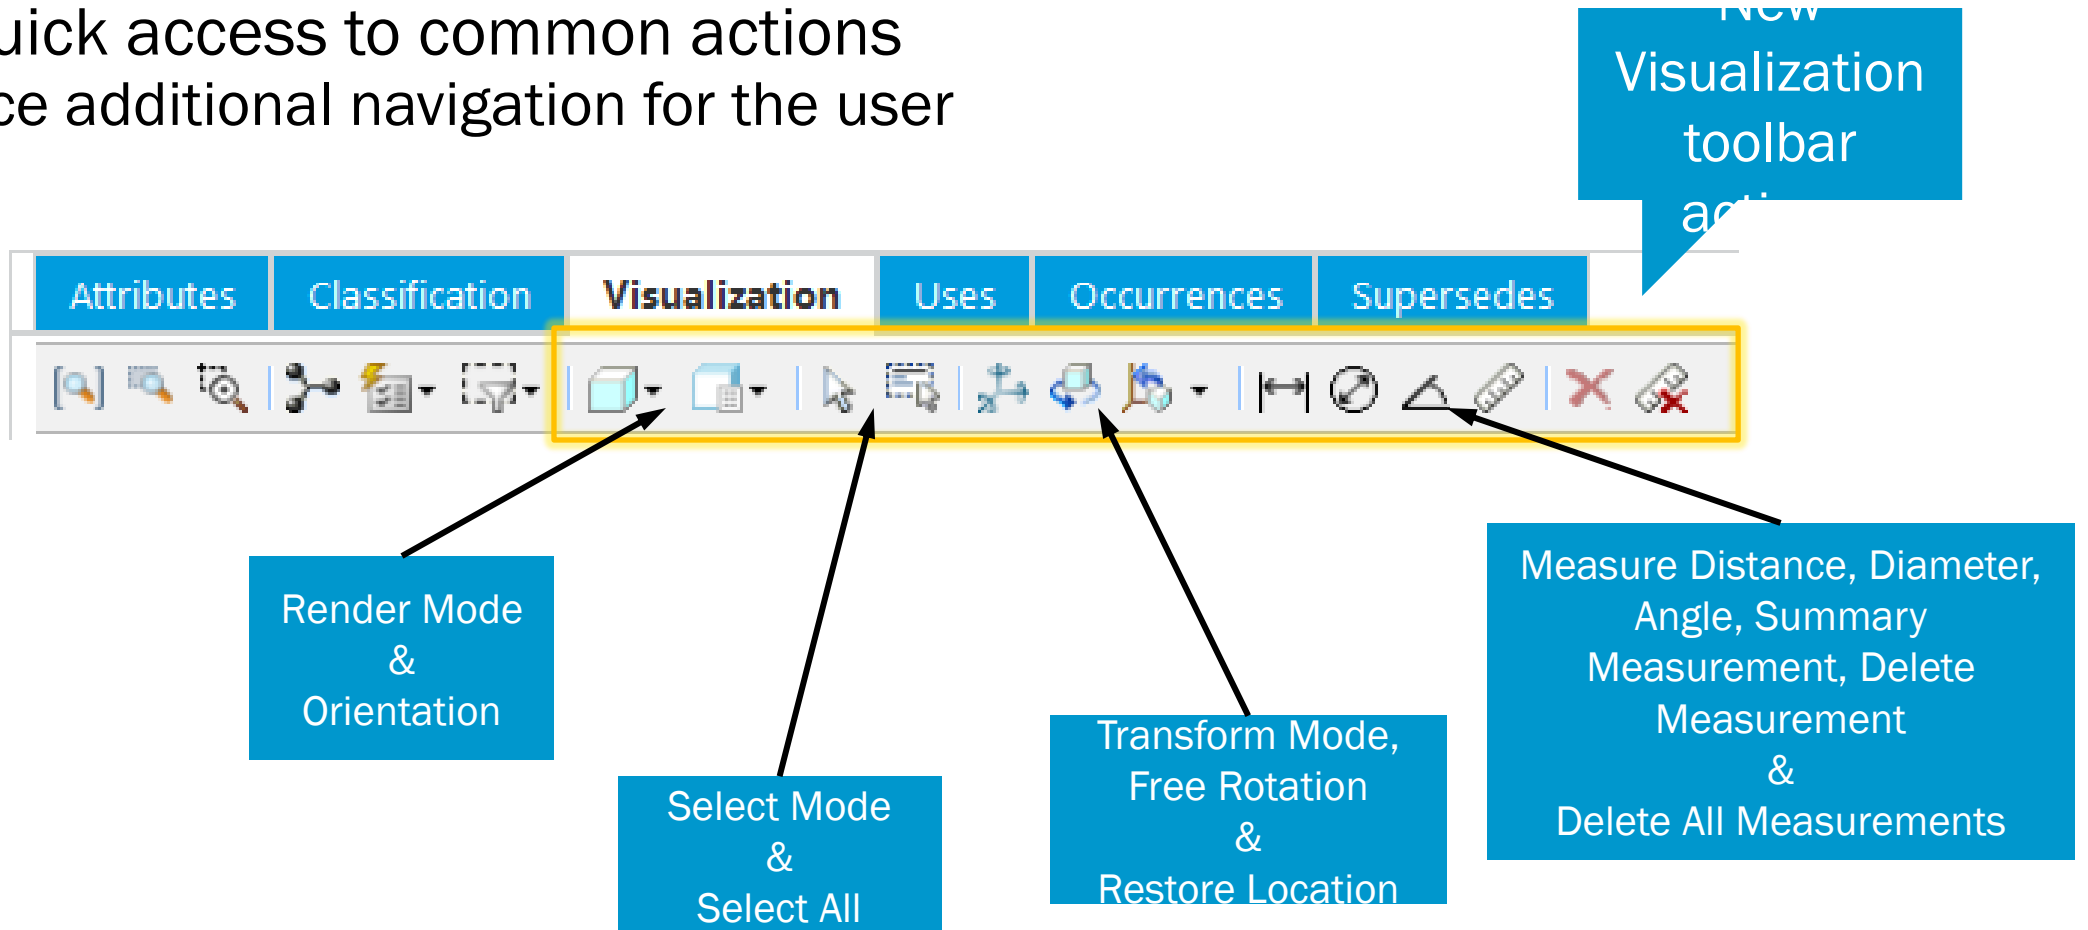 uick access to common actions
ce additional navigation for the user
New
Visualization
toolbar
Attributes Classification Visualization Uses Occurrences Supersedes
Render Mode
&
Orientation
Select Mode
&
Select All
Transform Mode,
Free Rotation
&
Restore Location
Measure Distance, Diameter,
Angle, Summary
Measurement, Delete
Measurement
&
Delete All Measurements